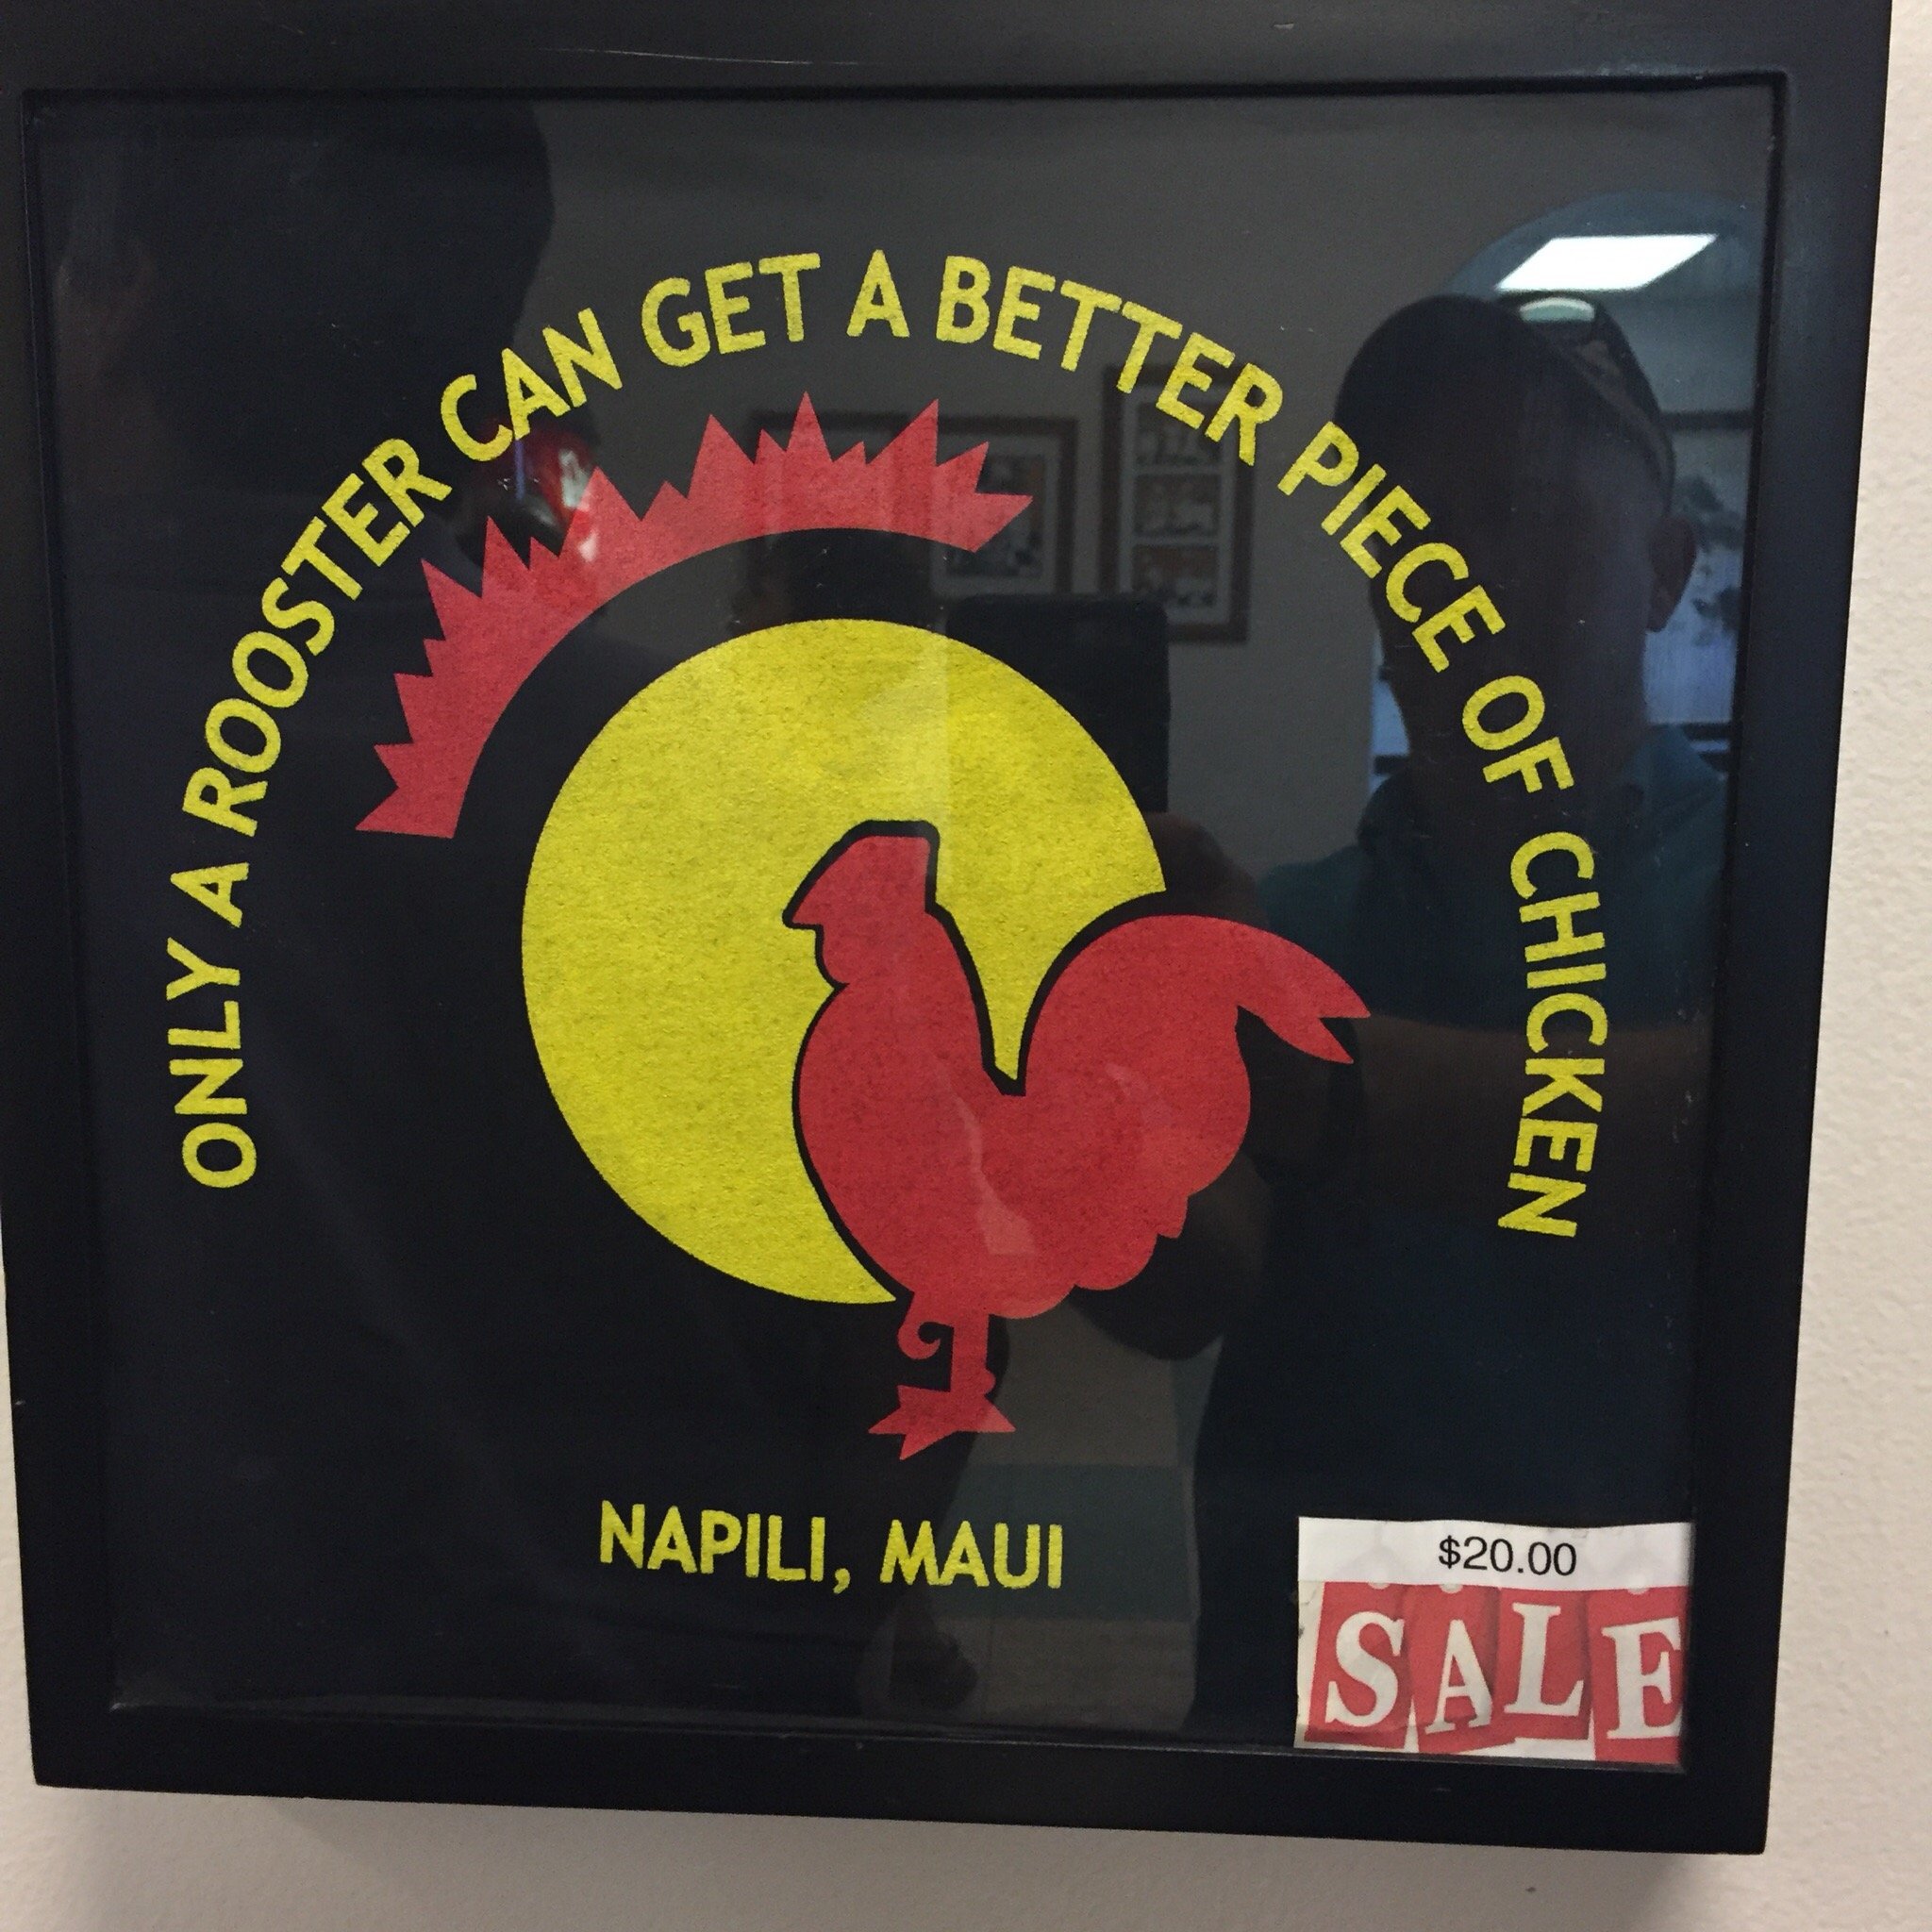 ONLY A ROOSTER CAN GET A BETTER PIECE OF CHICKEN
NAPILI, MAUI
$20.00
SALE